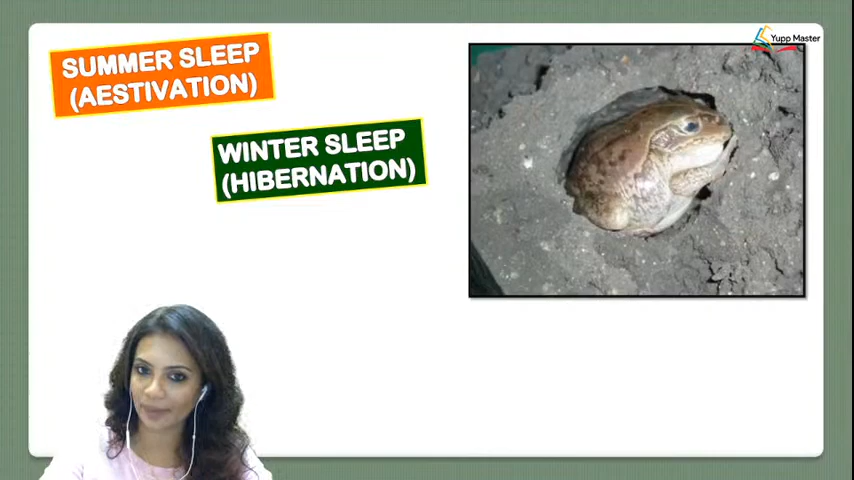 SUMMER SLEEP
(AESTIVATION)
WINTER SLEEP
(HIBERNATION)
Yupp Master